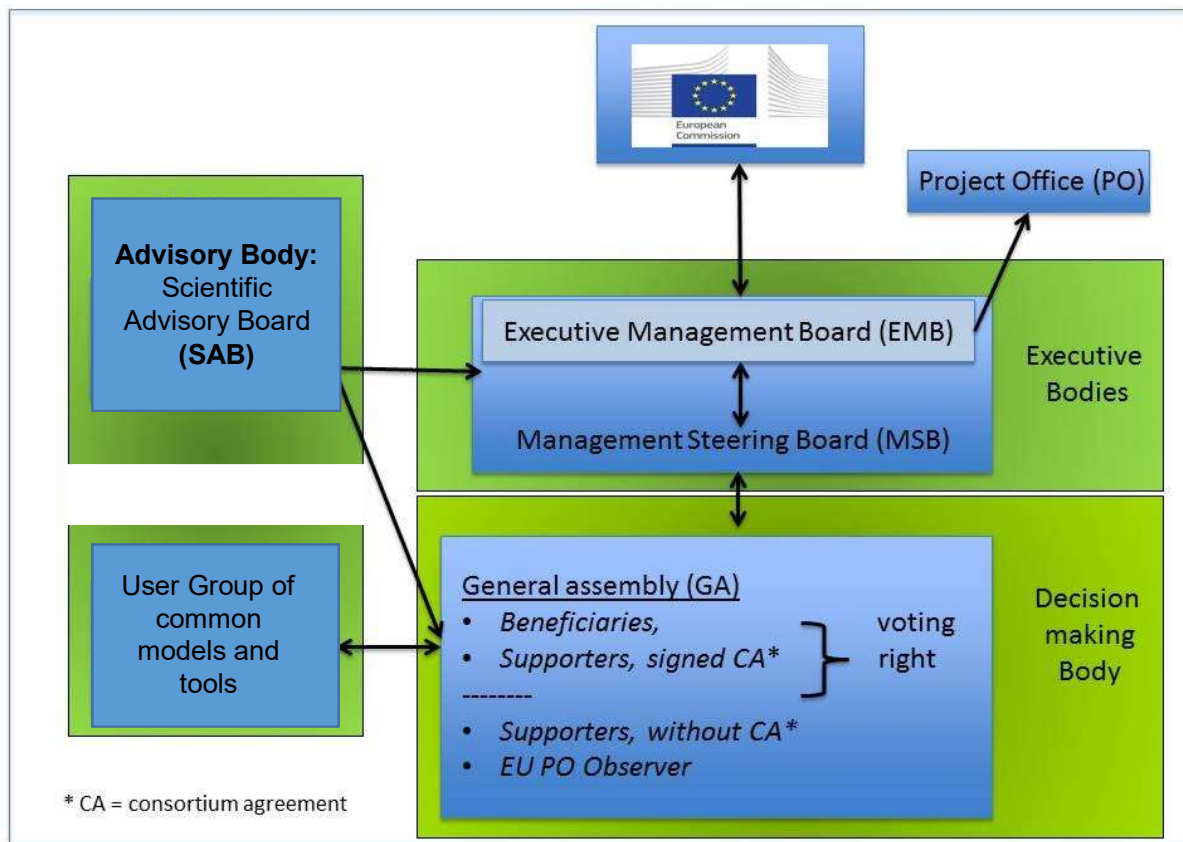 European
Commission
Project Office (PO)
Advisory Body:
Scientific
Advisory Board
(SAB)
Executive Management Board (EMB)
Management Steering Board (MSB)
Executive
Bodies
User Group of
common
models and
tools
General assembly (GA)
• Beneficiaries,
• Supporters, signed CA*
--------
• Supporters, without CA*
• EU PO Observer
voting
right
Decision
making
Body
* CA = consortium agreement